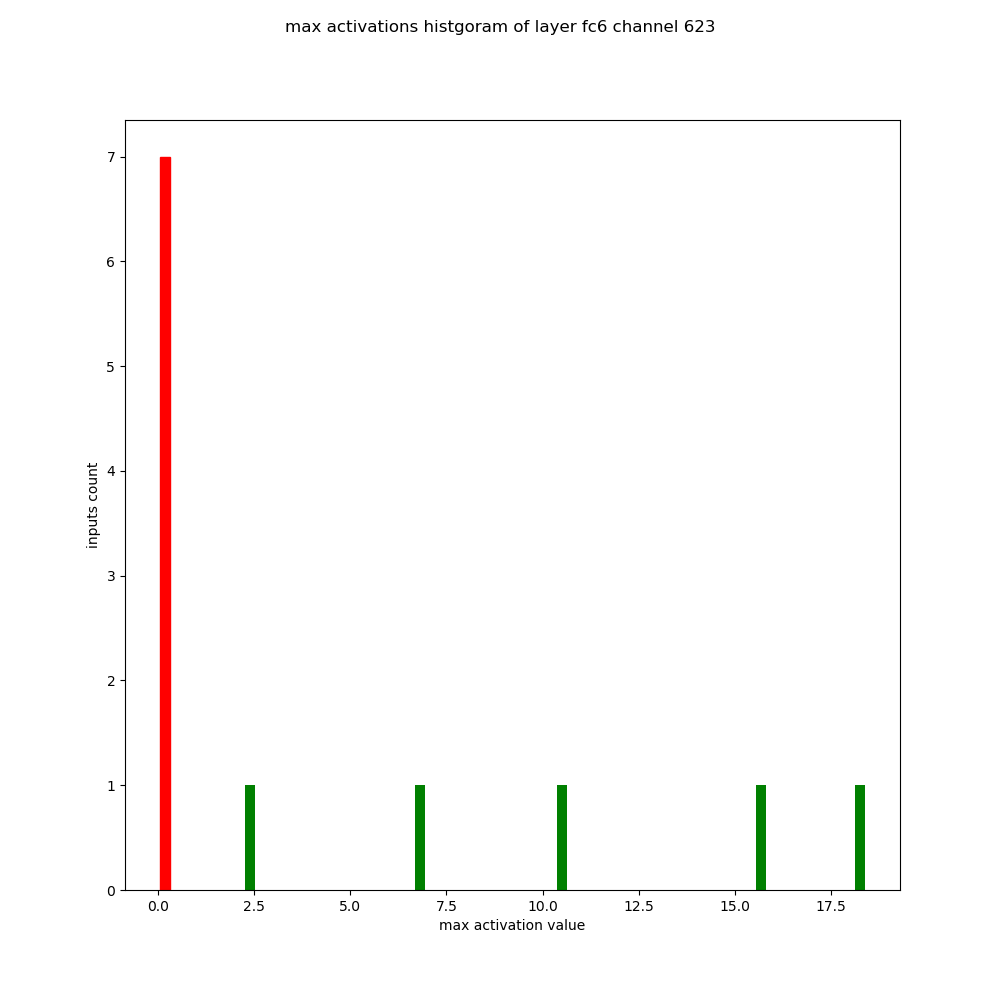 max activations histgoram of layer fc6 channel 623
7
6
5
4
3
2
1
0
inputs count
0.0 2.5 5.0 7.5 10.0 12.5 15.0 17.5
max activation value